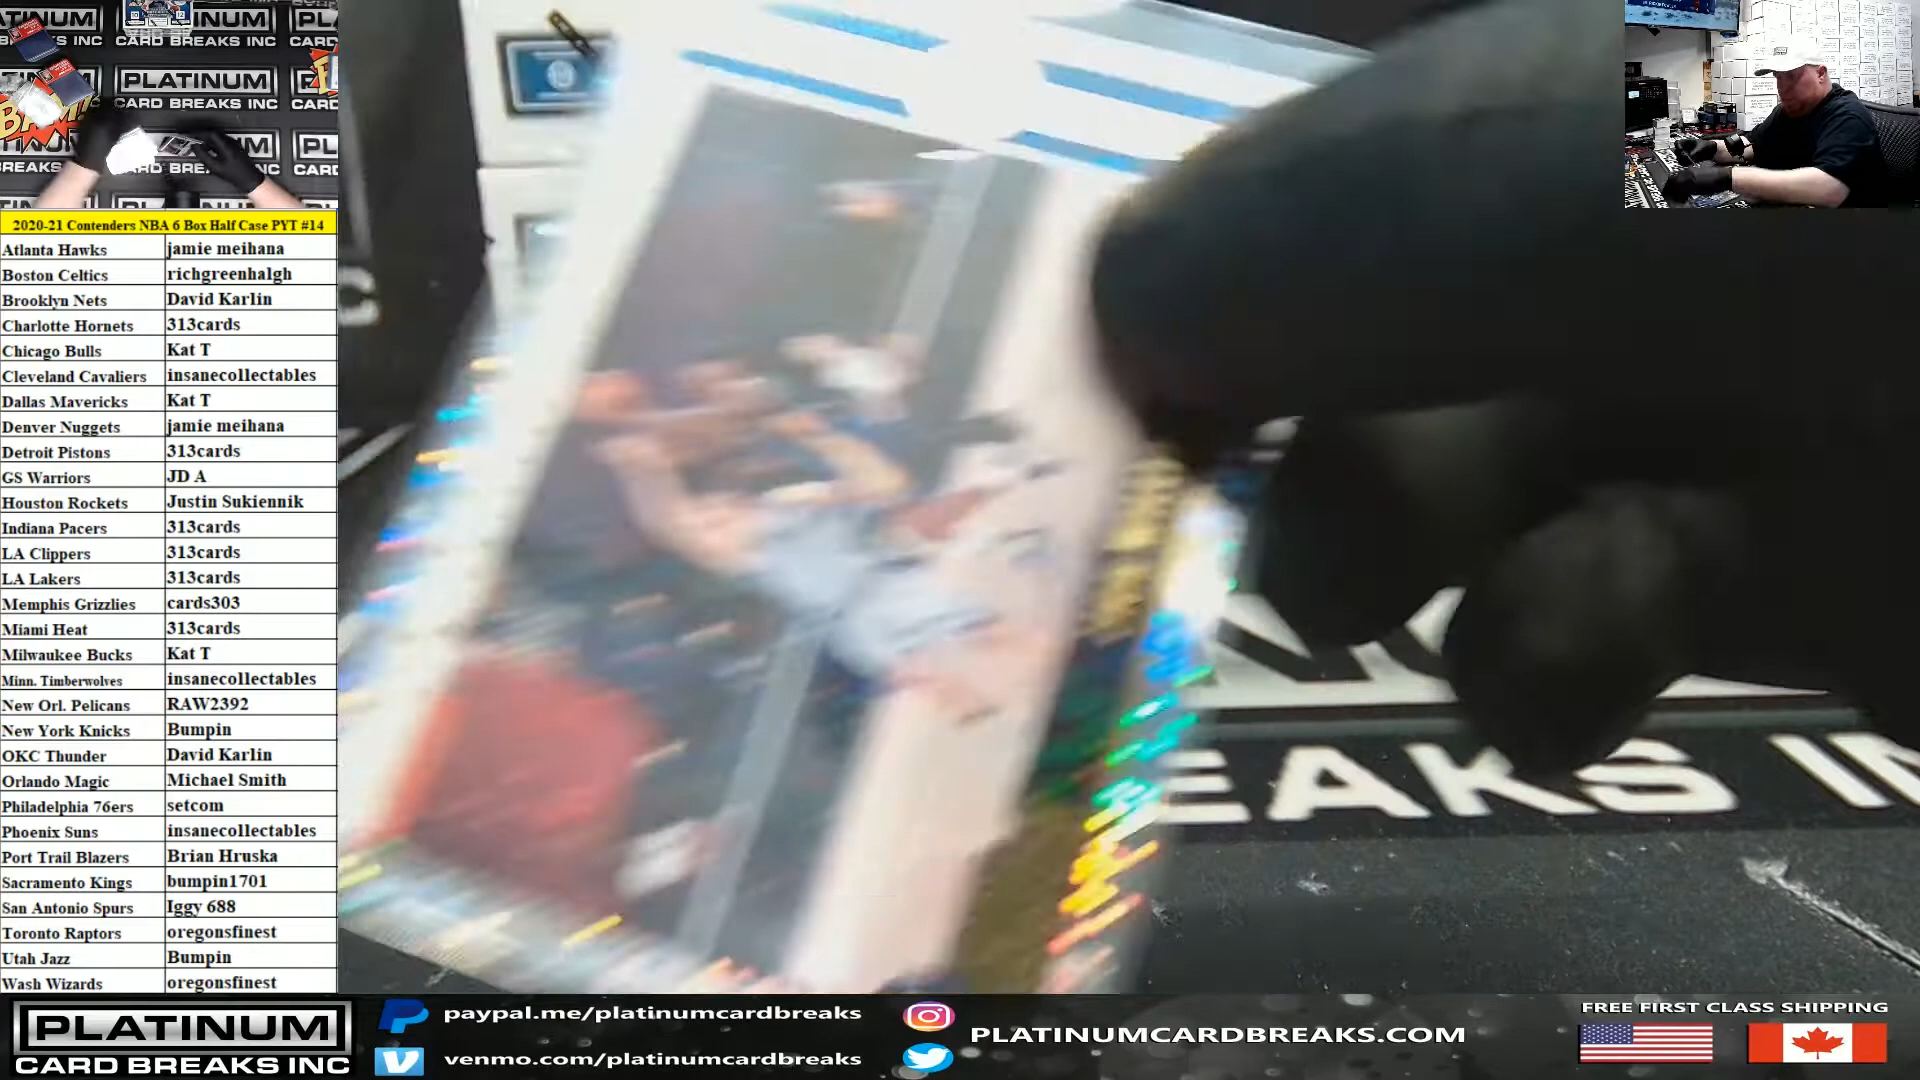 PLATINUM
CARD BREAKS INC
2020-21 Contenders NBA 6 Box Half Case PYT #14
Atlanta Hawks jamie meihana
Boston Celtics richgreenhalgh
Brooklyn Nets David Karlin
Charlotte Hornets 313cards
Chicago Bulls Kat T
Cleveland Cavaliers insanecollectables
Dallas Mavericks Kat T
Denver Nuggets jamie meihana
Detroit Pistons 313cards
GS Warriors JD A
Houston Rockets Justin Sukiennik
Indiana Pacers 313cards
LA Clippers 313cards
LA Lakers 313cards
Memphis Grizzlies cards303
Miami Heat 313cards
Milwaukee Bucks Kat T
Minn. Timberwolves insanecollectables
New Orl. Pelicans RAW2392
New York Knicks Bumpin
OKC Thunder David Karlin
Orlando Magic Michael Smith
Philadelphia 76ers setcom
Phoenix Suns insanecollectables
Port Trail Blazers Brian Hruska
Sacramento Kings bumpin1701
San Antonio Spurs Iggy 688
Toronto Raptors oregonsfinest
Utah Jazz Bumpin
Wash Wizards oregonsfinest
EAKS IN
PLATINUM
CARD BREAKS INC
paypal.me/platinumcardbreaks
venmo.com/platinumcardbreaks
PLATINUMCARDBREAKS.COM
FREE FIRST CLASS SHIPPING